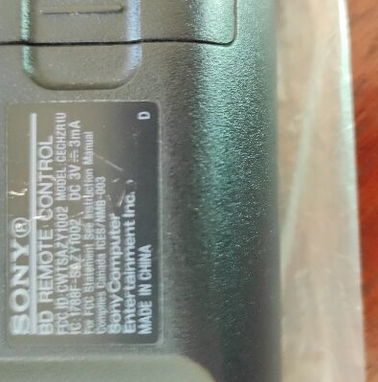 SONY®
BD REMOTE CONTROL
FCC ID:CWTSAZY1002 MODEL CECHZR1U
IC:1788F-SAZY1002 DC 3V ⎓ 3mA
For FCC Statement, See Instruction Manual
Complies Canada ICES/NMB-003
Sony Computer
Entertainment Inc.
MADE IN CHINA D